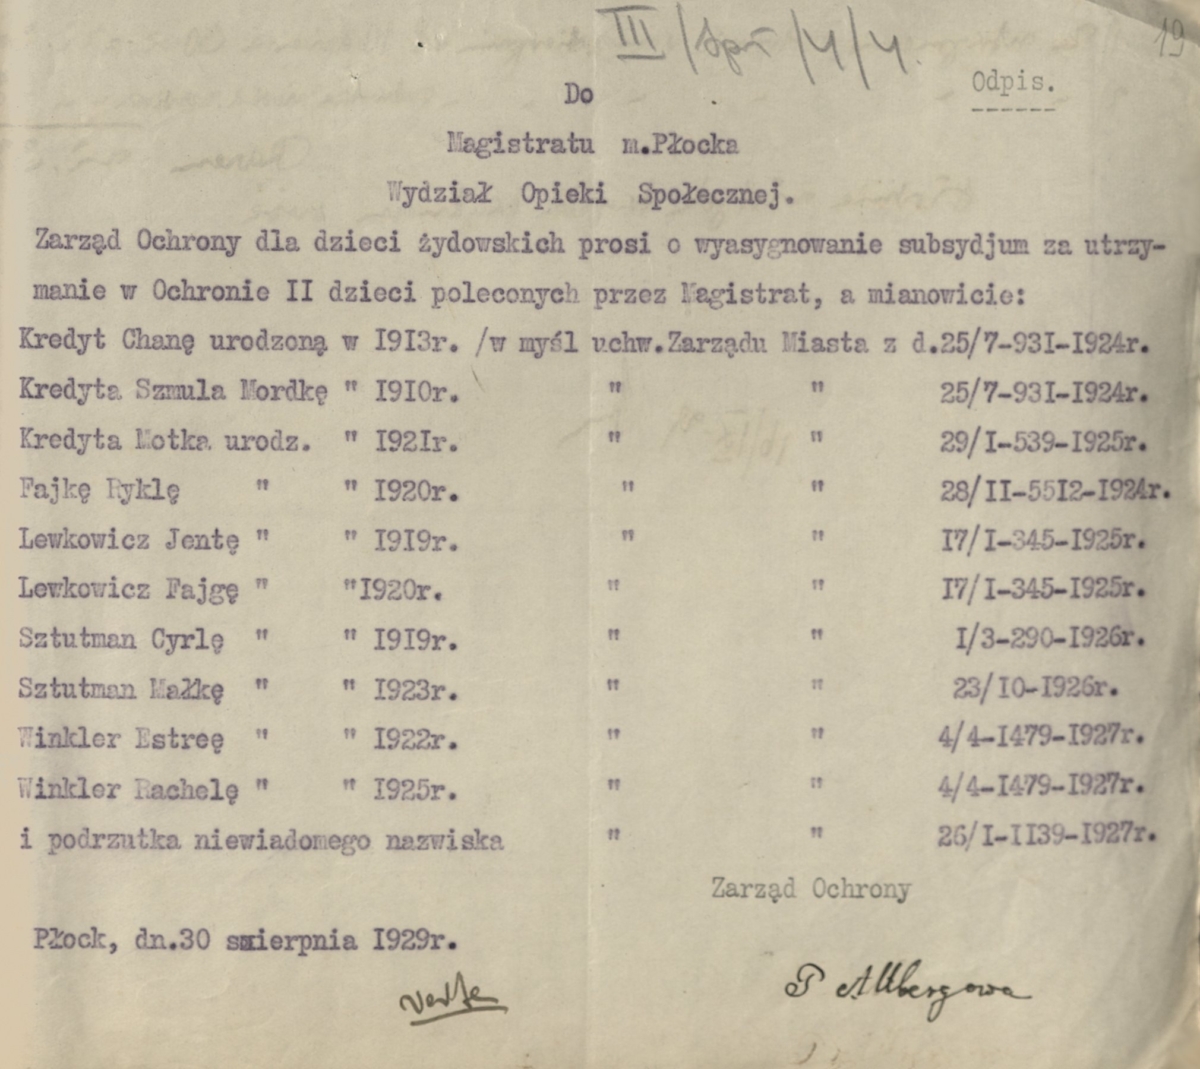 III / Spr / 4 / 4.
19
Odpis.
Do
Magistratu m.Płocka
Wydział Opieki Społecznej.
Zarząd Ochrony dla dzieci żydowskich prosi o wyasygnowanie subsydjum za utrzy-
manie w Ochronie II dzieci poleconych przez Magistrat, a mianowicie:
Kredyt Chanę urodzoną w I9I3r. /w myśl uchw.Zarządu Miasta z d.25/7-93I-I924r.
Kredyta Szmula Mordkę " I9I0r. " " 25/7-93I-I924r.
Kredyta Motka urodz. " I92Ir. " " 29/I-539-I925r.
Fajkę Ryklę " " I920r. " " 28/II-55I2-I924r.
Lewkowicz Jentę " " I9I9r. " " I7/I-345-I925r.
Lewkowicz Fajgę " "I920r. " " I7/I-345-I925r.
Sztutman Cyrlę " " I9I9r. " " I/3-290-I926r.
Sztutman Małkę " " I923r. " " 23/I0-I926r.
Winkler Estreę " " I922r. " " 4/4-I479-I927r.
Winkler Rachelę " " I925r. " " 4/4-I479-I927r.
i podrzutka niewiadomego nazwiska " " 26/I-II39-I927r.
Zarząd Ochrony
Płock, dn.30 smierpnia I929r.
P Altbergowa